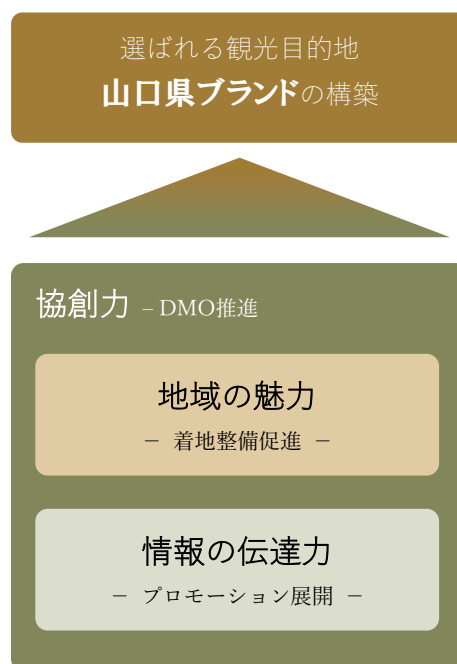 選ばれる観光目的地
山口県ブランドの構築
協創力 – DMO推進
地域の魅力
－ 着地整備促進 －
情報の伝達力
－ プロモーション展開 －